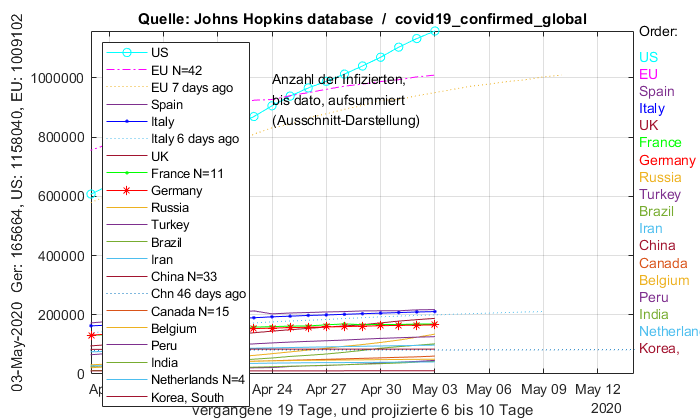 Quelle: Johns Hopkins database / covid19_confirmed_global
03-May-2020 Ger: 165664, US: 1158040, EU: 1009102
1000000
800000
600000
400000
200000
0
US
EU N=42
EU 7 days ago
Spain
Italy
Italy 6 days ago
UK
France N=11
Germany
Russia
Turkey
Brazil
Iran
China N=33
Chn 46 days ago
Canada N=15
Belgium
Peru
India
Netherlands N=4
Korea, South
Anzahl der Infizierten,
bis dato, aufsummiert
(Ausschnitt-Darstellung)
Order:
US
EU
Spain
Italy
UK
France
Germany
Russia
Turkey
Brazil
Iran
China
Canada
Belgium
Peru
India
Netherlan
Korea,
Apr 24 Apr 27 Apr 30 May 03 May 06 May 09 May 12
2020
Vergangene 19 Tage, und projizierte 6 bis 10 Tage